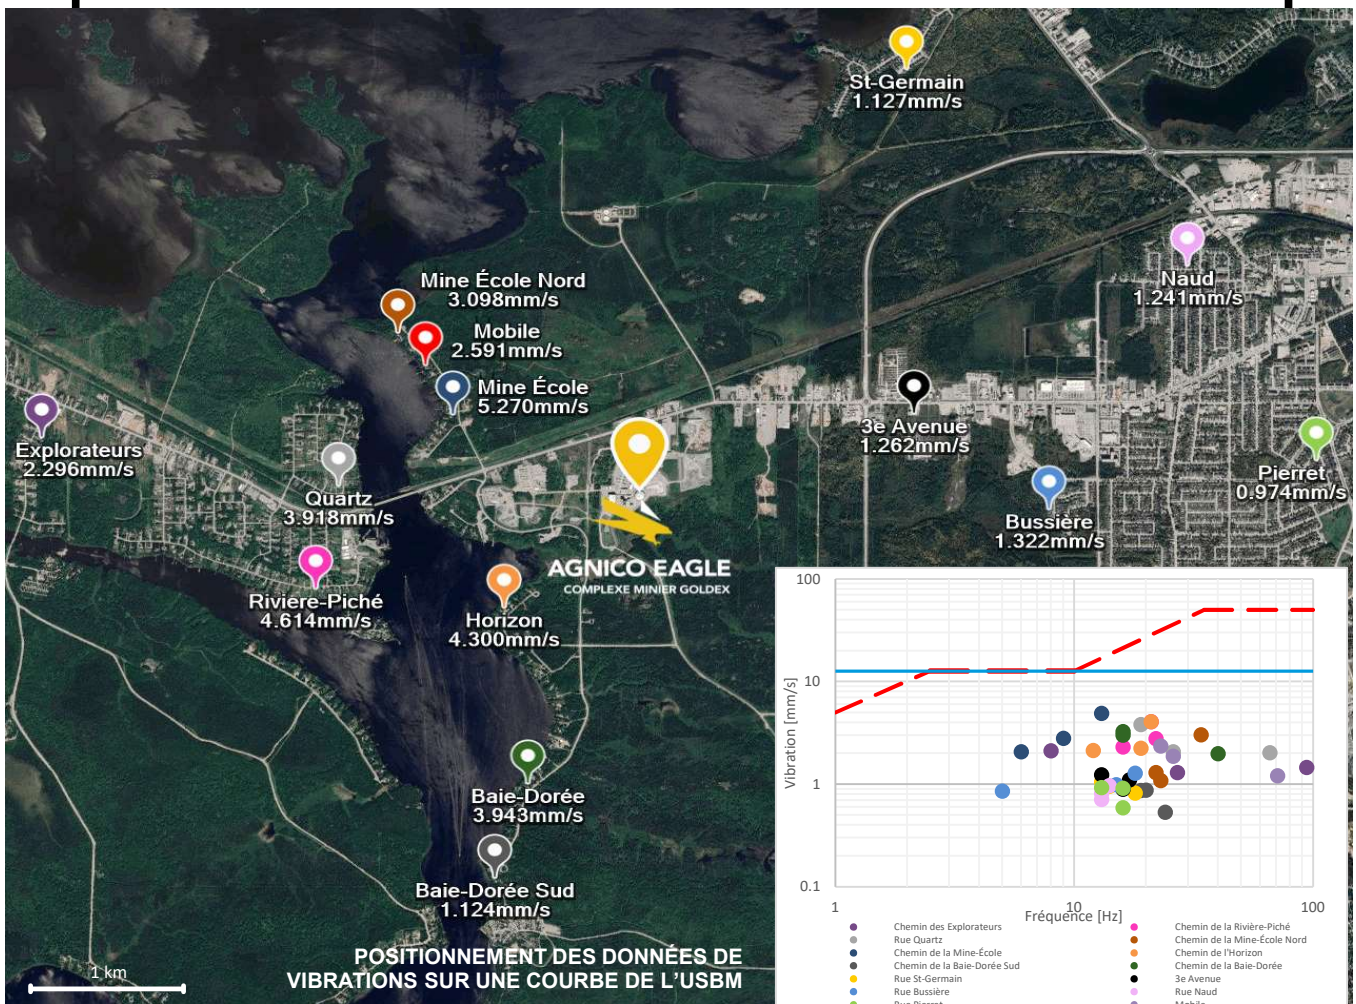 St-Germain
1.127mm/s
Naud
1.241mm/s
Mine École Nord
3.098mm/s
Mobile
2.591mm/s
Mine École
5.270mm/s
Explorateurs
2.296mm/s
3e Avenue
1.262mm/s
Pierret
0.974mm/s
Quartz
3.918mm/s
Bussière
1.322mm/s
AGNICO EAGLE
COMPLEXE MINIER GOLDEX
Rivière-Piché
4.614mm/s
Horizon
4.300mm/s
Baie-Dorée
3.943mm/s
Baie-Dorée Sud
1.124mm/s
POSITIONNEMENT DES DONNÉES DE
VIBRATIONS SUR UNE COURBE DE L'USBM
1 km
100
10
1
0.1
Vibration [mm/s]
1
10
100
Fréquence [Hz]
Chemin des Explorateurs
Chemin de la Rivière-Piché
Rue Quartz
Chemin de la Mine-École Nord
Chemin de la Mine-École
Chemin de l'Horizon
Chemin de la Baie-Dorée Sud
Chemin de la Baie-Dorée
Rue St-Germain
3e Avenue
Rue Bussière
Rue Naud
Rue Pierret
Mobile